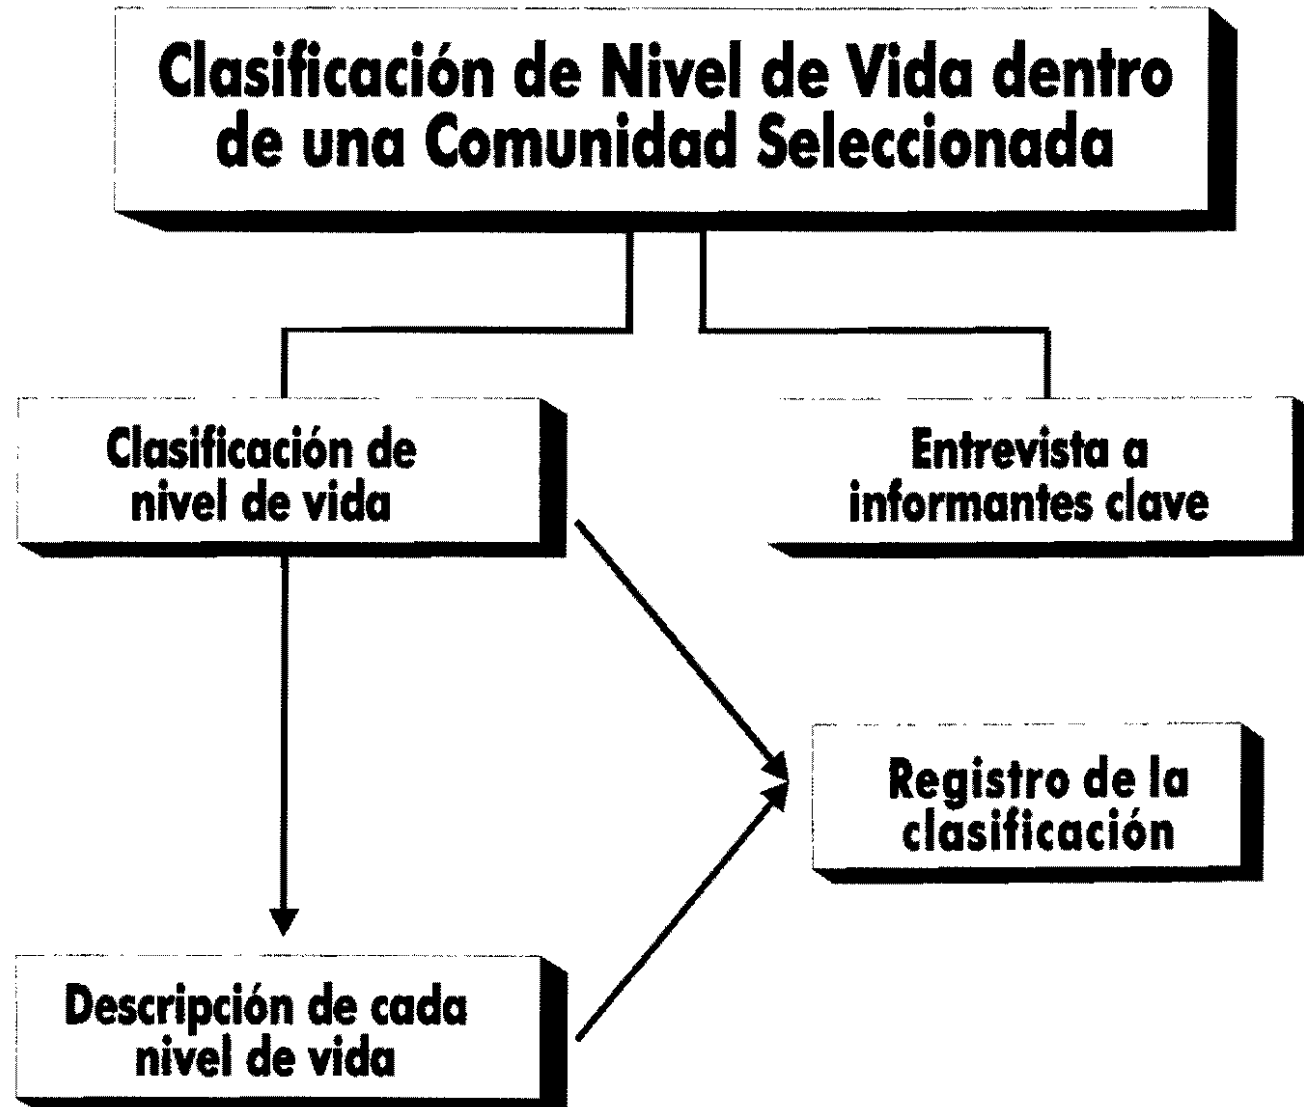 Clasificación de Nivel de Vida dentro
de una Comunidad Seleccionada
Clasificación de
nivel de vida
Entrevista a
informantes clave
Registro de la
clasificación
Descripción de cada
nivel de vida